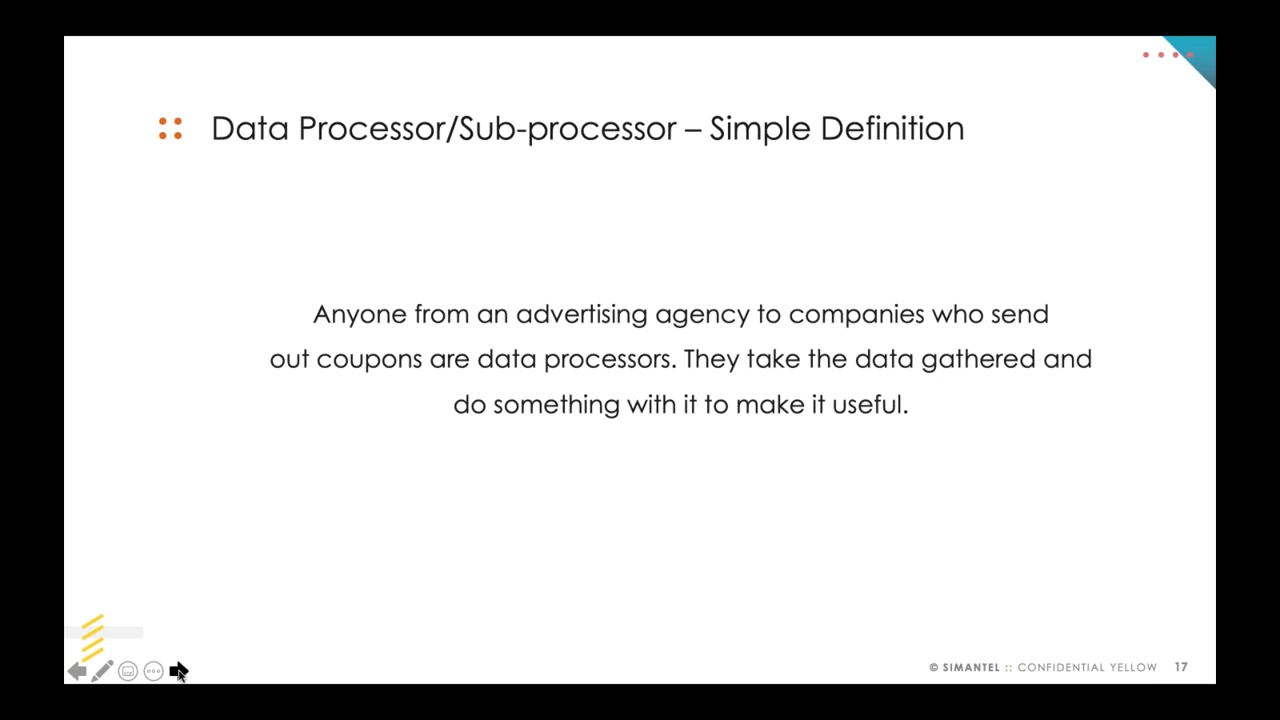 Data Processor/Sub-processor – Simple Definition
Anyone from an advertising agency to companies who send
out coupons are data processors. They take the data gathered and
do something with it to make it useful.
© SIMANTEL :: CONFIDENTIAL YELLOW 17